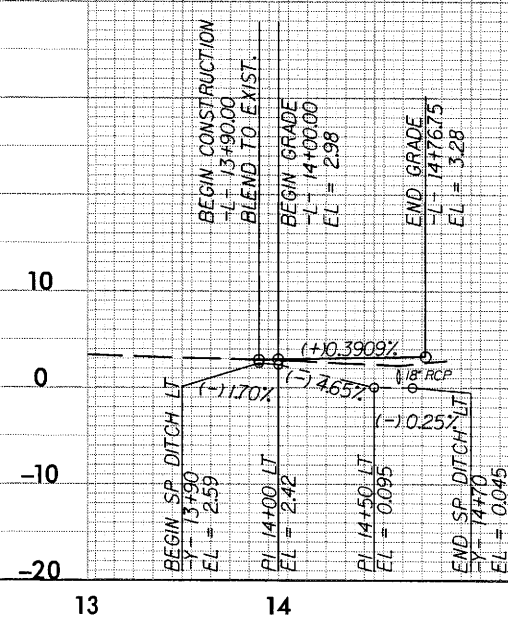 BEGIN CONSTRUCTION
-L- 13+90.00
BLEND TO EXIST.
BEGIN GRADE
-L- 14+00.00
EL = 2.98
END GRADE
-L- 14+76.75
EL = 3.28
10
0
-10
-20
(+)0.3909%
(-)1.70%
(-)4.65%
18" RCP
(-)0.25%
BEGIN SP DITCH LT
-Y- 13+90
EL = 2.59
PI 14+00 LT
EL = 2.42
PI 14+50 LT
EL = 0.095
END SP. DITCH LT
-Y- 14+70
EL = 0.045
13
14